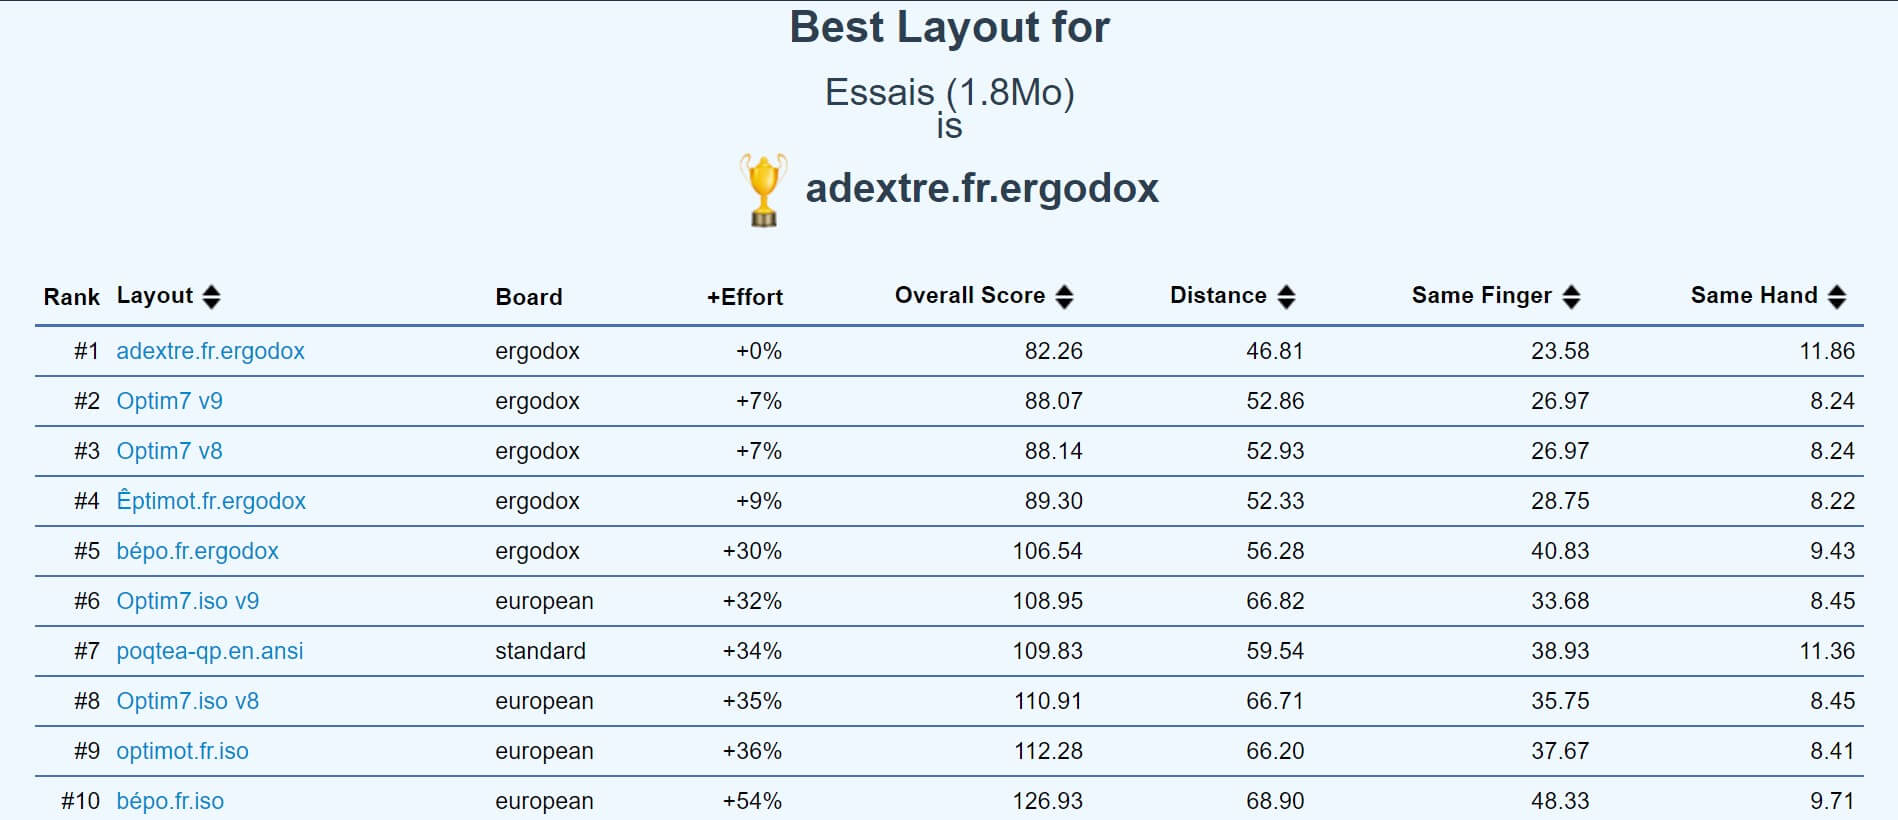 Best Layout for
Essais (1.8Mo)
is
adextre.fr.ergodox
Rank Layout Board +Effort Overall Score Distance Same Finger Same Hand
#1 adextre.fr.ergodox ergodox +0% 82.26 46.81 23.58 11.86
#2 Optim7 v9 ergodox +7% 88.07 52.86 26.97 8.24
#3 Optim7 v8 ergodox +7% 88.14 52.93 26.97 8.24
#4 Êptimot.fr.ergodox ergodox +9% 89.30 52.33 28.75 8.22
#5 bépo.fr.ergodox ergodox +30% 106.54 56.28 40.83 9.43
#6 Optim7.iso v9 european +32% 108.95 66.82 33.68 8.45
#7 poqtea-qp.en.ansi standard +34% 109.83 59.54 38.93 11.36
#8 Optim7.iso v8 european +35% 110.91 66.71 35.75 8.45
#9 optimot.fr.iso european +36% 112.28 66.20 37.67 8.41
#10 bépo.fr.iso european +54% 126.93 68.90 48.33 9.71